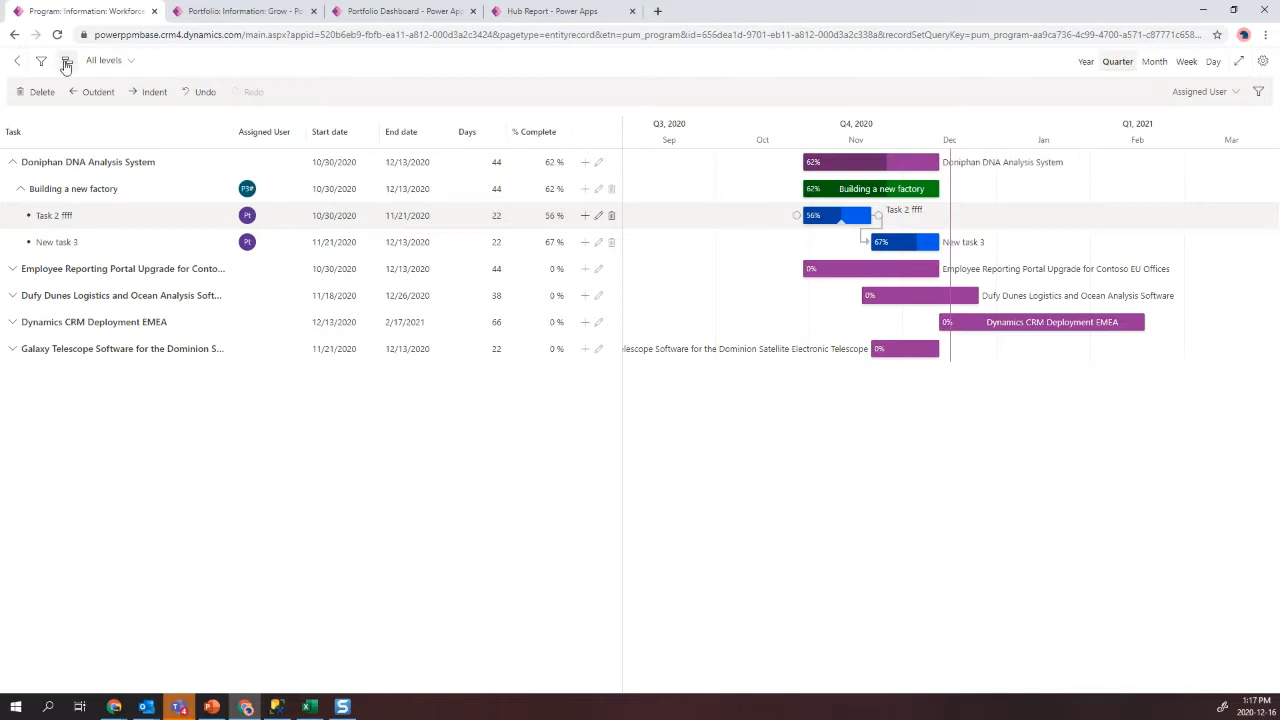 Program: Information: Workforce
Portfolio: Information: Grow - P
Portfolio Dashboard - Power Ap
Hub Report - Power Apps
powerppmbase.crm4.dynamics.com/main.aspx?appid=520b6eb9-fbfb-ea11-a812-000d3a2c3424&pagetype=entityrecord&etn=pum_program&id=656dea1d-9701-eb11-a812-000d3a2c338a&recordSetQueryKey=pum_program-aa9ca736-4c99-4700-a571-c87771c658...
All levels
Year Quarter Month Week Day
Delete Outdent Indent Undo Redo
Assigned User
Task Assigned User Start date End date Days % Complete
Q3, 2020 Q4, 2020 Q1, 2021
Sep Oct Nov Dec Jan Feb Mar
Doniphan DNA Analysis System 10/30/2020 12/13/2020 44 62 % 62% Doniphan DNA Analysis System
Building a new factory P3# 10/30/2020 12/13/2020 44 62 % 62% Building a new factory
Task 2 ffff Pt 10/30/2020 11/21/2020 22 56 % 56% Task 2 ffff
New task 3 Pt 11/21/2020 12/13/2020 22 67 % 67% New task 3
Employee Reporting Portal Upgrade for Conto... 10/30/2020 12/13/2020 44 0 % 0% Employee Reporting Portal Upgrade for Contoso EU Offices
Dufy Dunes Logistics and Ocean Analysis Soft... 11/18/2020 12/26/2020 38 0 % 0% Dufy Dunes Logistics and Ocean Analysis Software
Dynamics CRM Deployment EMEA 12/13/2020 2/17/2021 66 0 % 0% Dynamics CRM Deployment EMEA
Galaxy Telescope Software for the Dominion S... 11/21/2020 12/13/2020 22 0 % elescope Software for the Dominion Satellite Electronic Telescope 0%
1:17 PM
2020-12-16